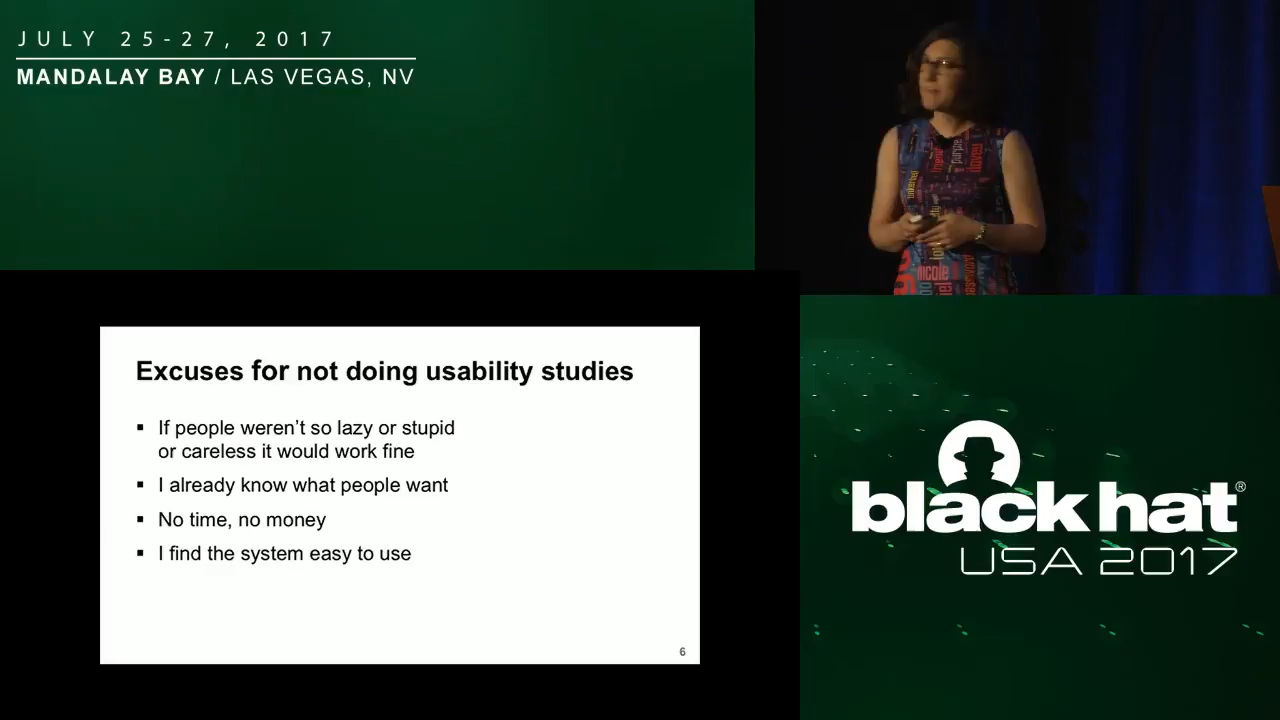 JULY 25-27, 2017
MANDALAY BAY / LAS VEGAS, NV
purple
nicole
Excuses for not doing usability studies
▪ If people weren't so lazy or stupid
or careless it would work fine
▪ I already know what people want
▪ No time, no money
▪ I find the system easy to use
6
black hat®
USA 2017